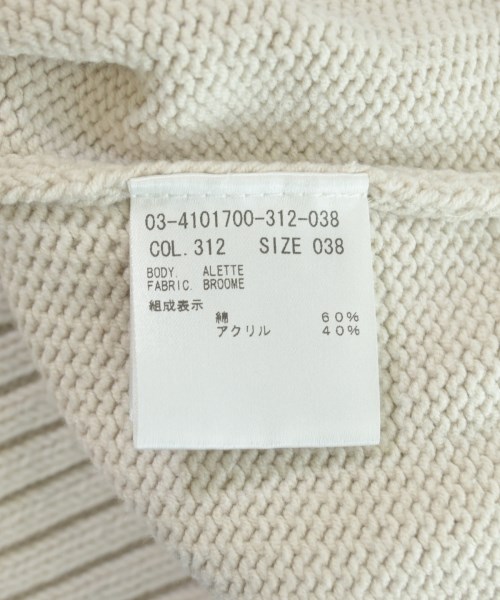 03-4101700-312-038
COL.312 SIZE 038
BODY. ALETTE
FABRIC. BROOME
組成表示
綿 60%
アクリル 40%